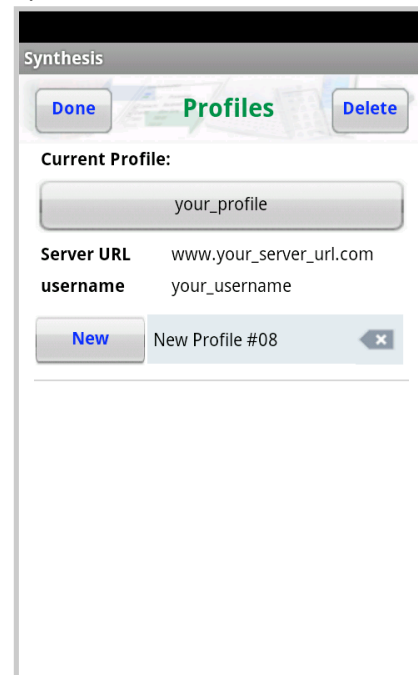 Synthesis
Done Profiles Delete
Current Profile:
your_profile
Server URL www.your_server_url.com
username your_username
New New Profile #08